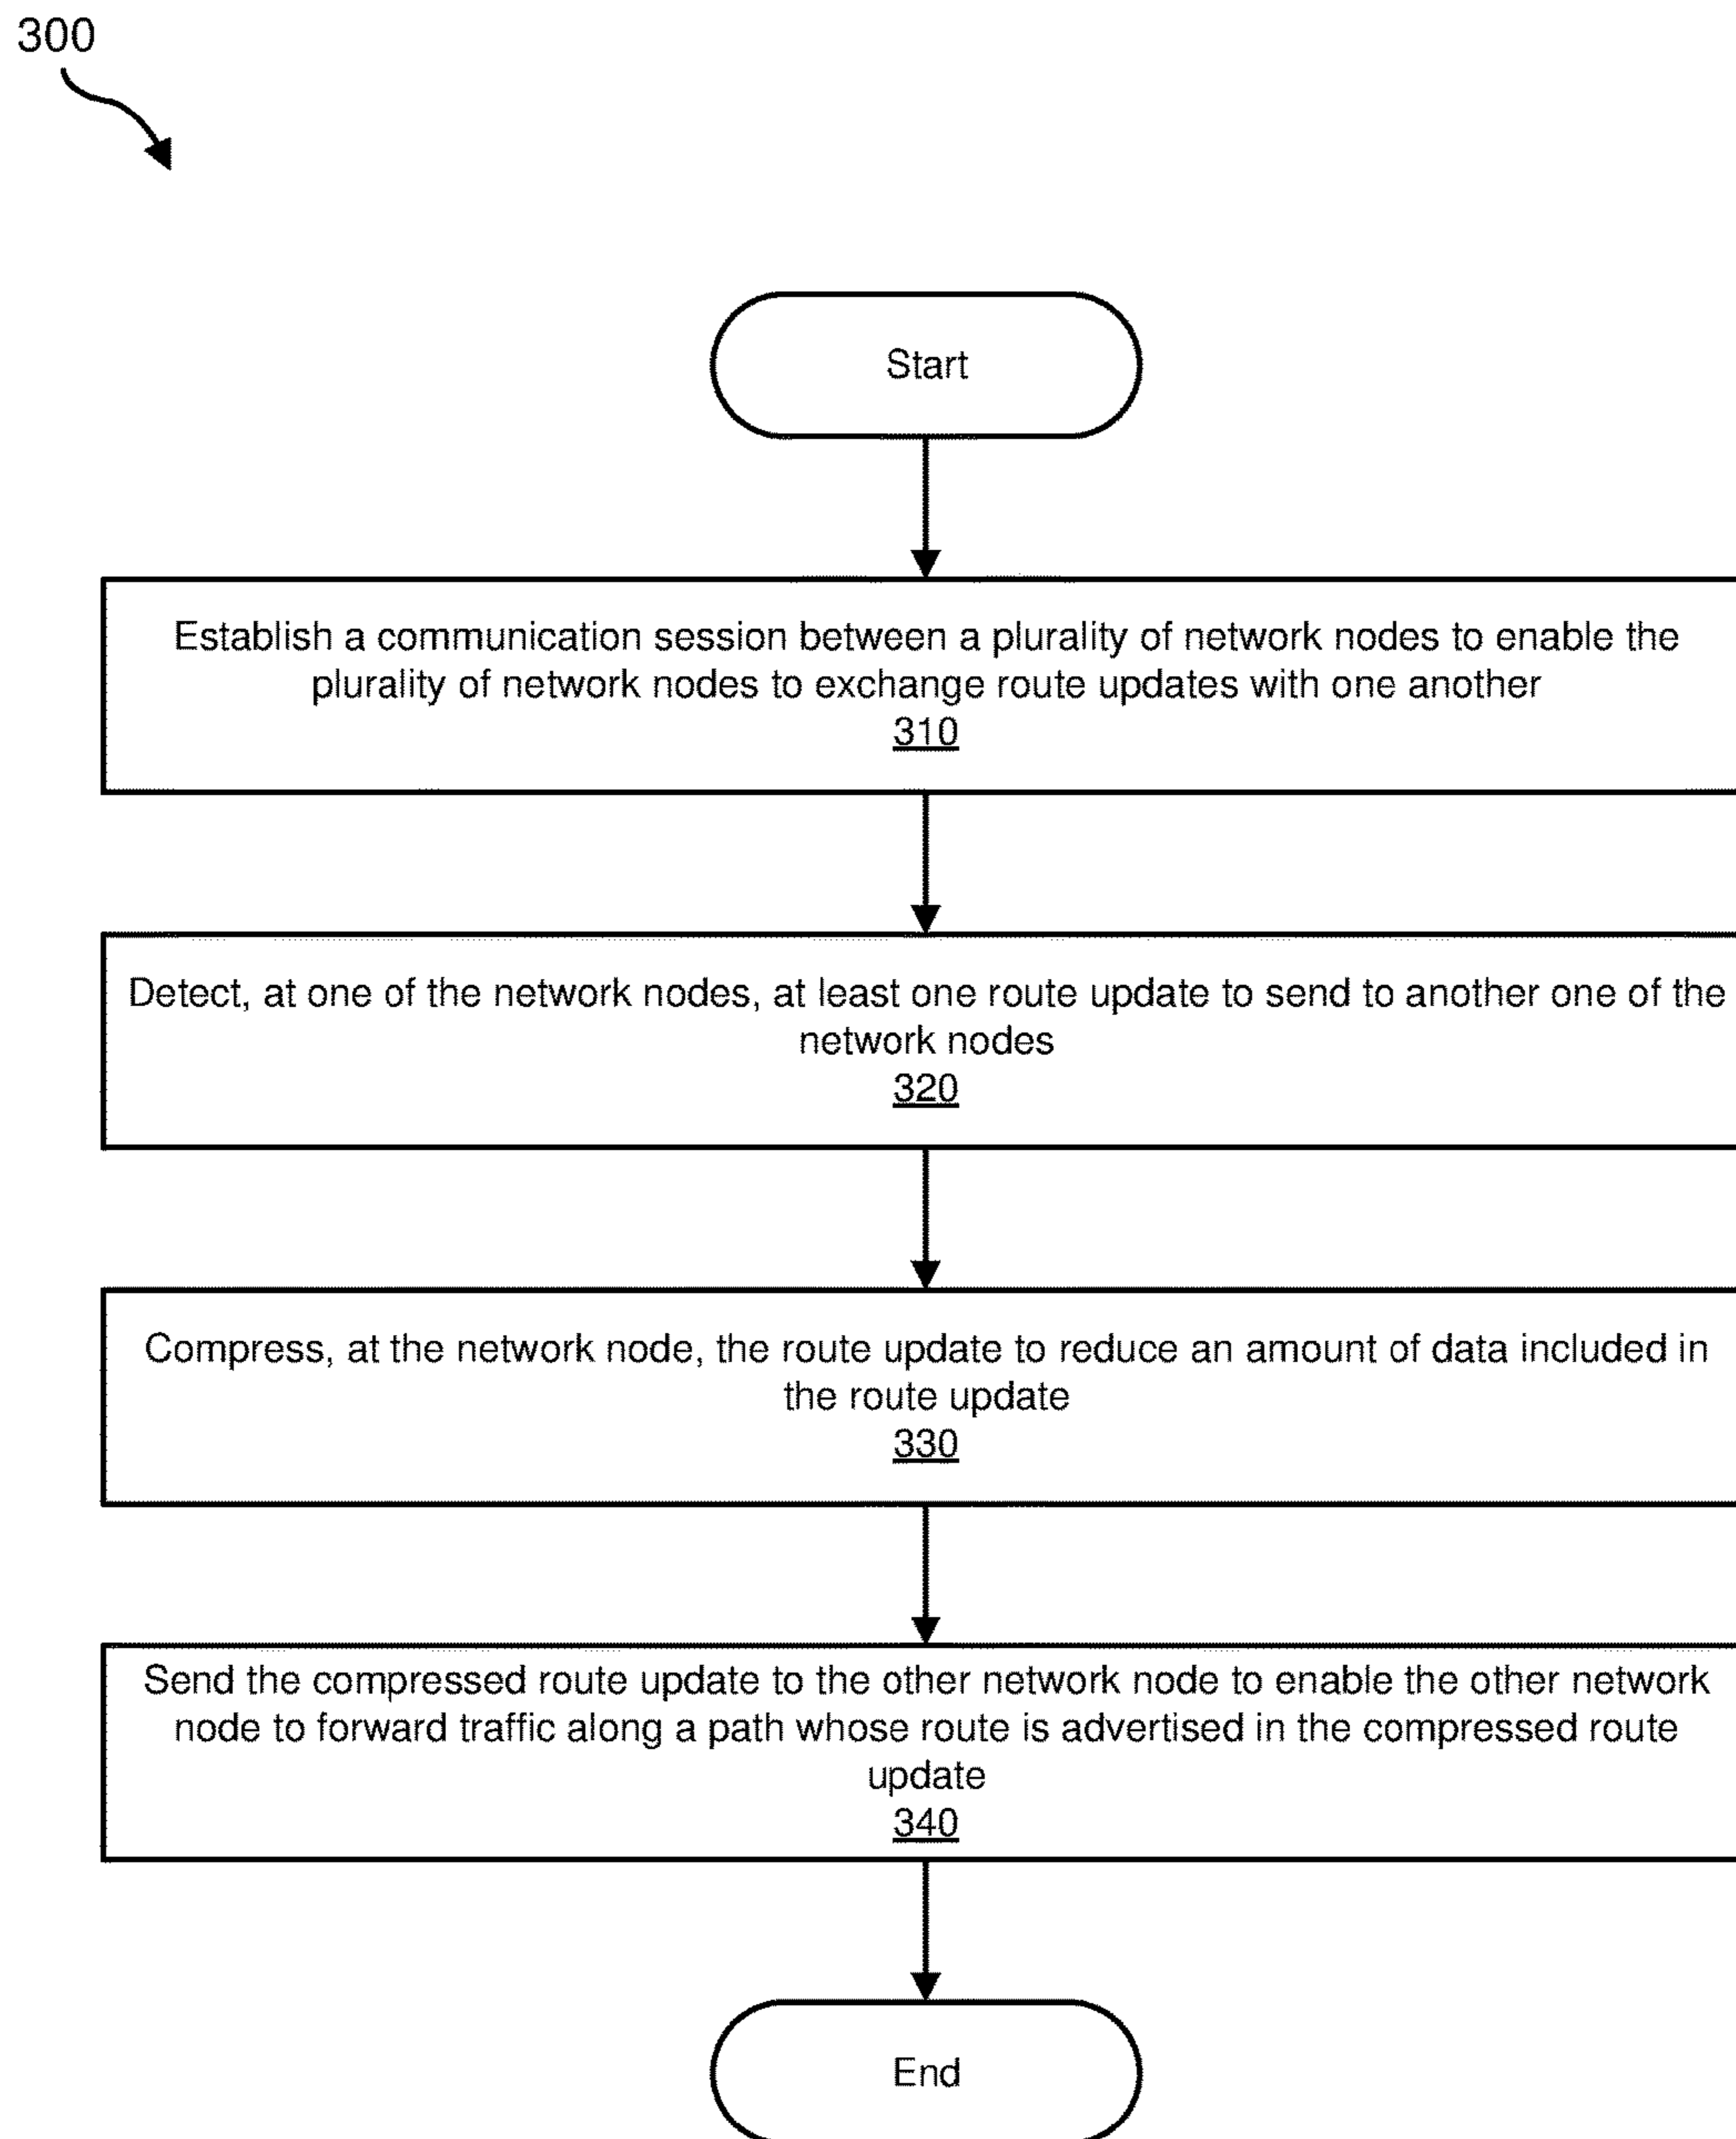 300
Start
Establish a communication session between a plurality of network nodes to enable the
plurality of network nodes to exchange route updates with one another
310
Detect, at one of the network nodes, at least one route update to send to another one of the
network nodes
320
Compress, at the network node, the route update to reduce an amount of data included in
the route update
330
Send the compressed route update to the other network node to enable the other network
node to forward traffic along a path whose route is advertised in the compressed route
update
340
End